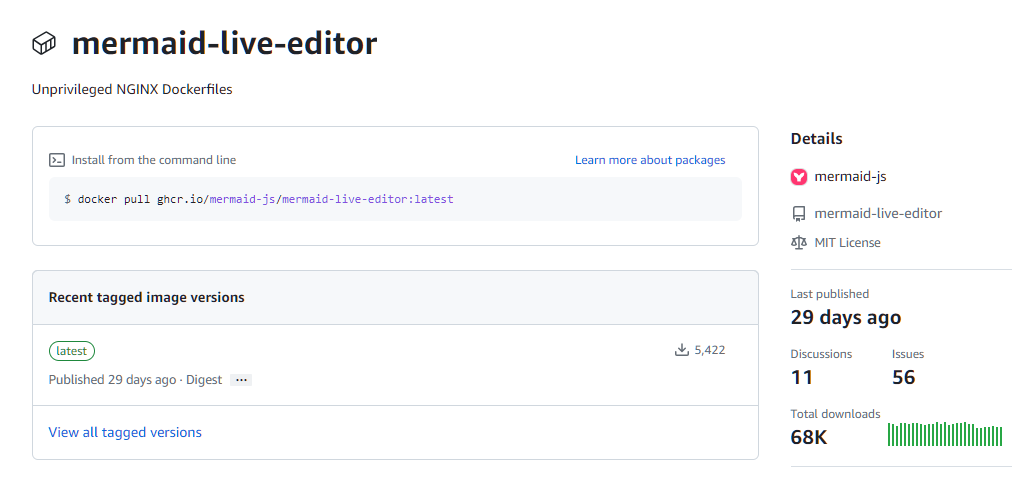 mermaid-live-editor
Unprivileged NGINX Dockerfiles
Install from the command line
Learn more about packages
$ docker pull ghcr.io/mermaid-js/mermaid-live-editor:latest
Recent tagged image versions
latest
5,422
Published 29 days ago · Digest ···
View all tagged versions
Details
mermaid-js
mermaid-live-editor
MIT License
Last published
29 days ago
Discussions
11
Issues
56
Total downloads
68K